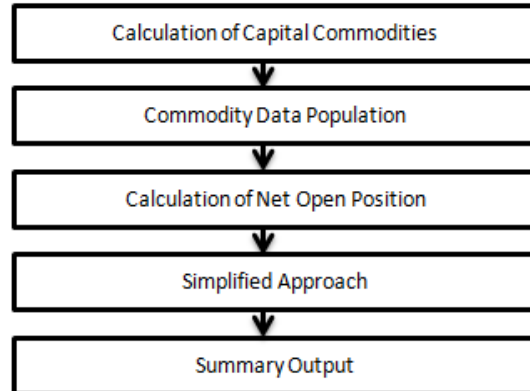 Calculation of Capital Commodities
Commodity Data Population
Calculation of Net Open Position
Simplified Approach
Summary Output